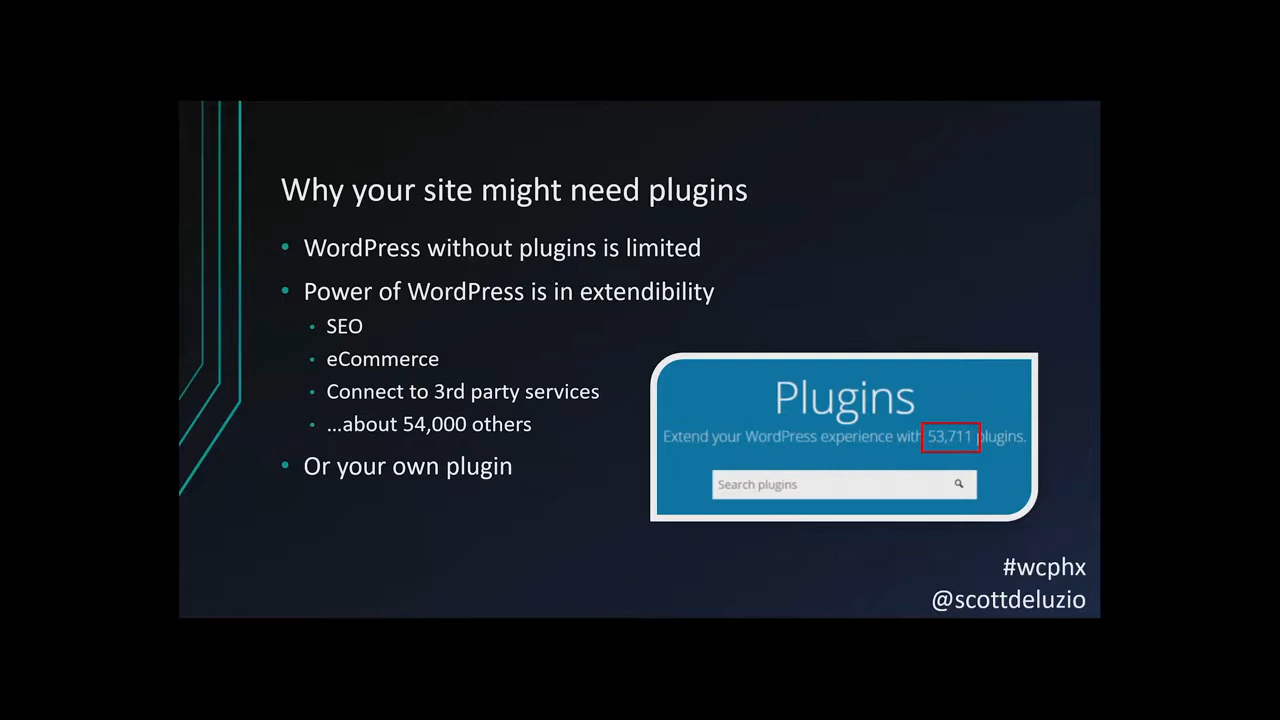 Why your site might need plugins
WordPress without plugins is limited
Power of WordPress is in extendibility
SEO
eCommerce
Connect to 3rd party services
...about 54,000 others
Or your own plugin
Plugins
Extend your WordPress experience with 53,711 plugins.
Search plugins
#wcphx
@scottdeluzio